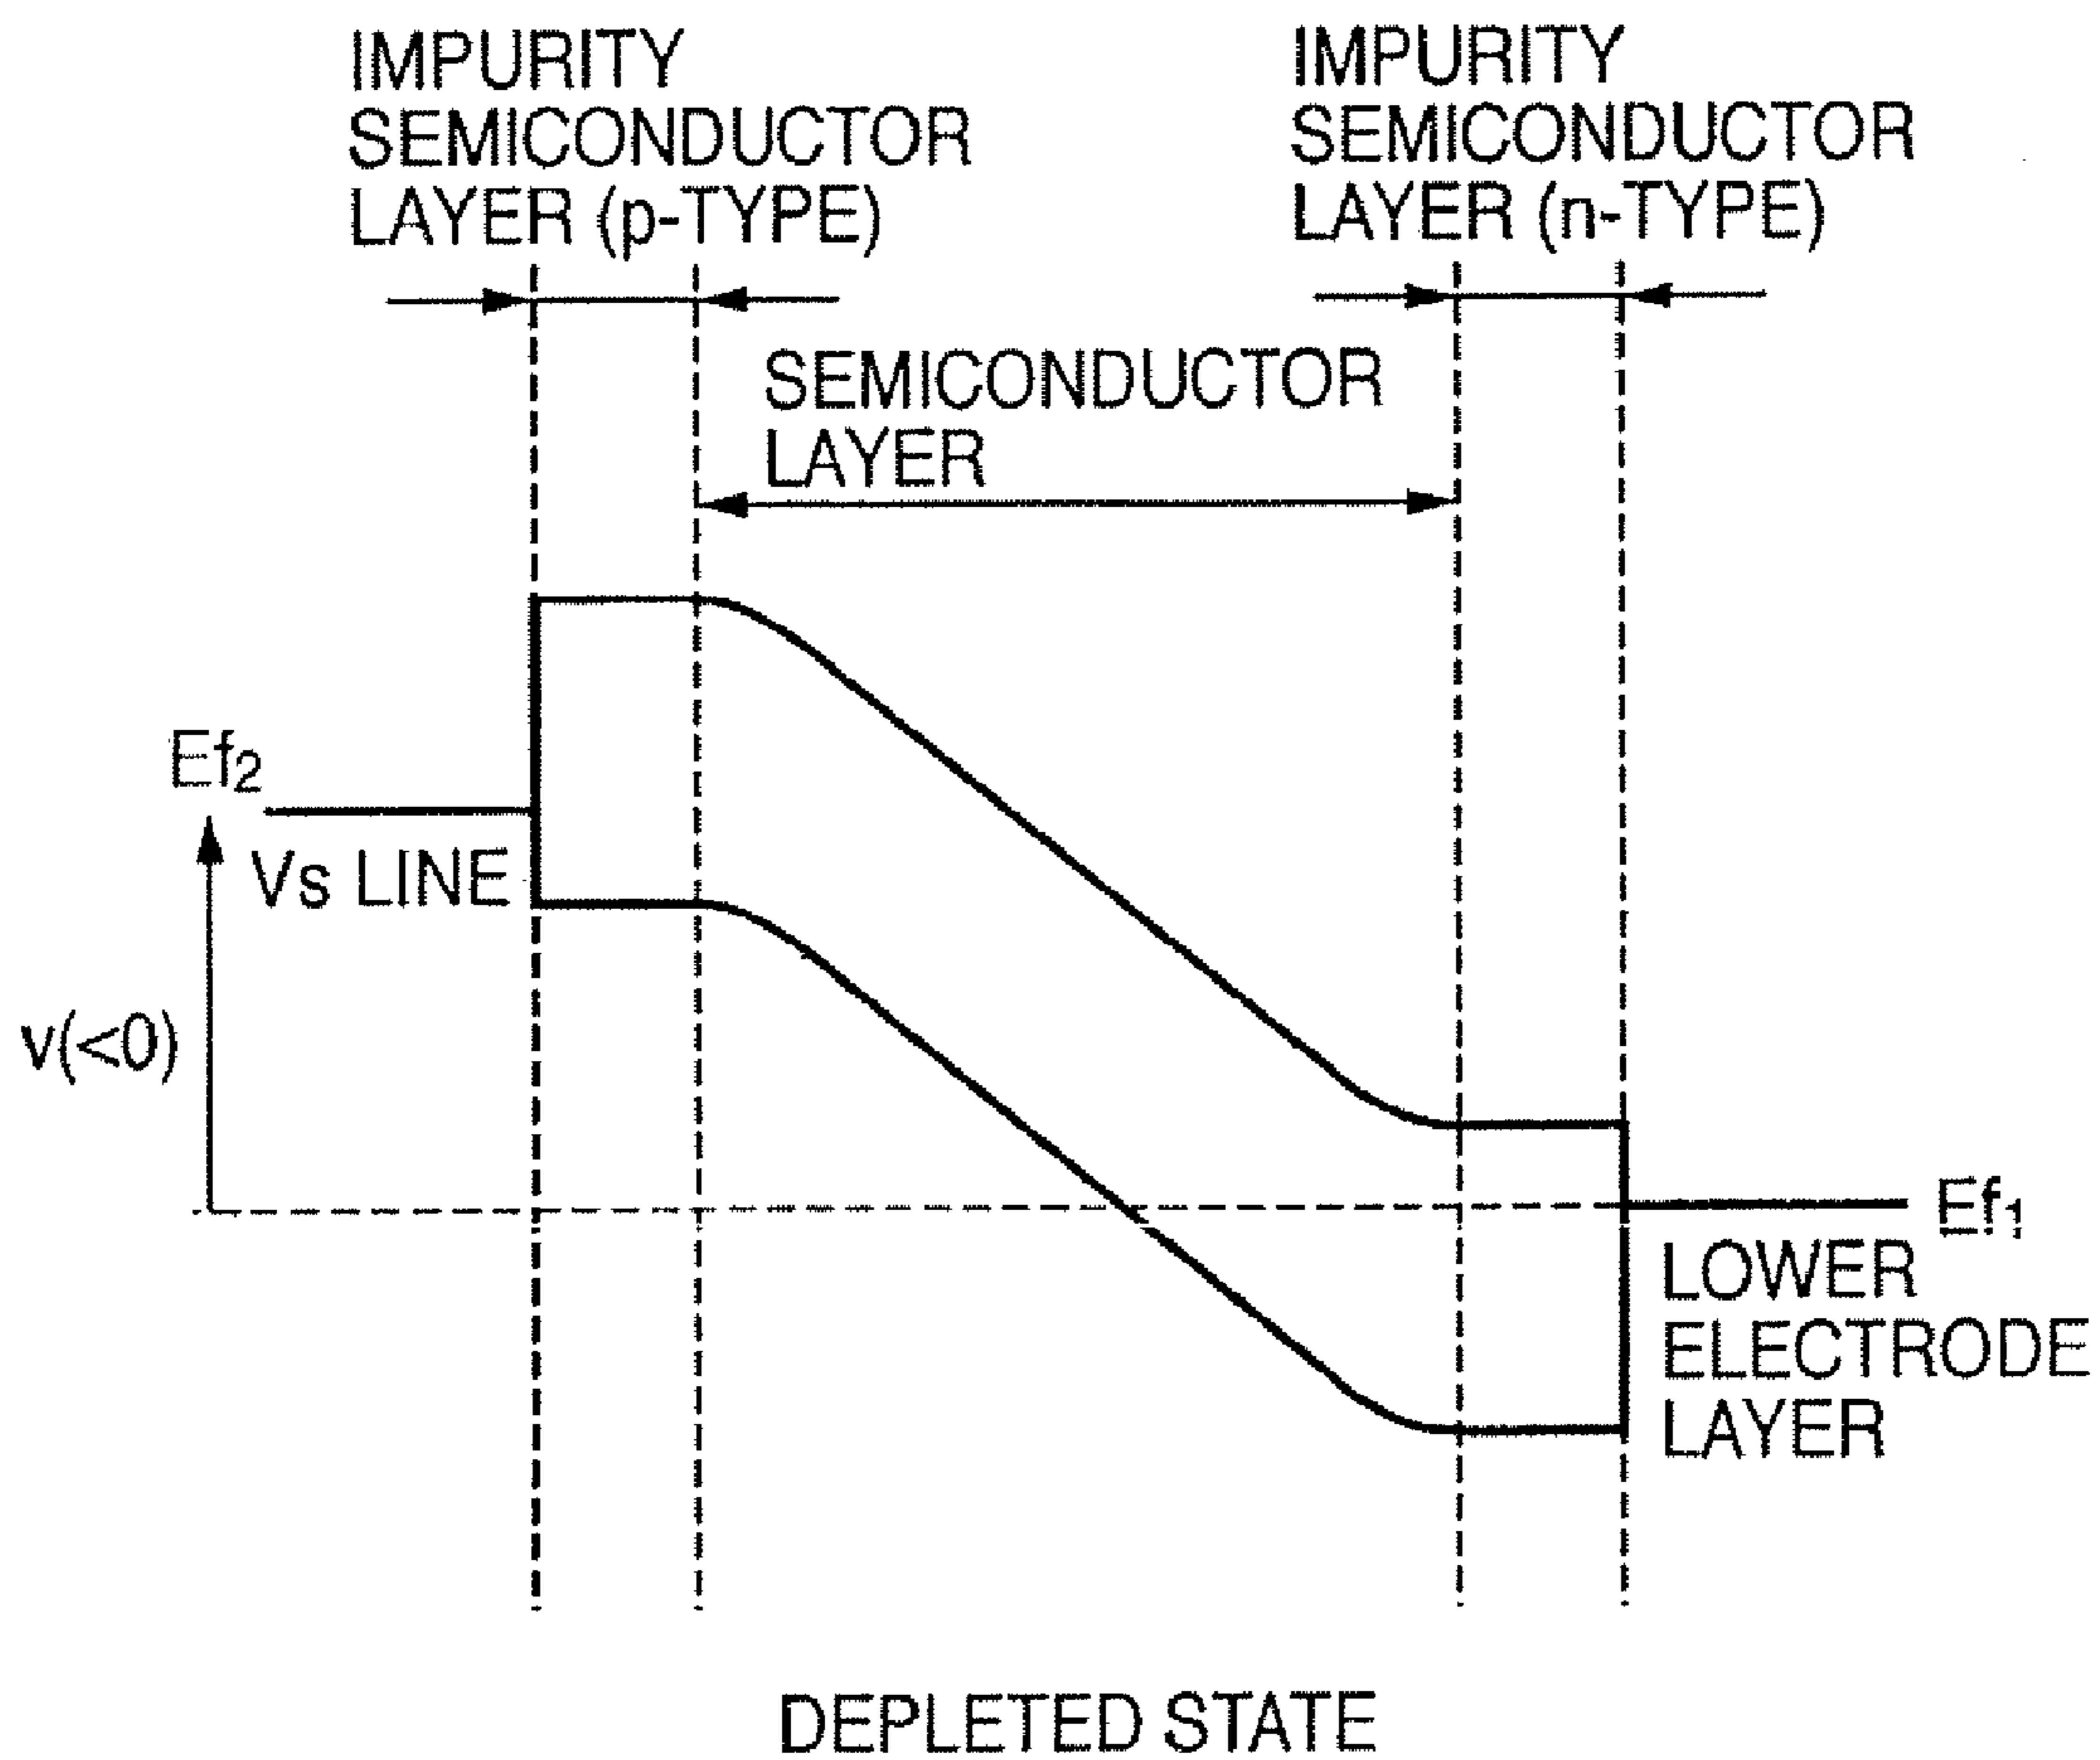 IMPURITY
SEMICONDUCTOR
LAYER (p-TYPE)
IMPURITY
SEMICONDUCTOR
LAYER (n-TYPE)
SEMICONDUCTOR
LAYER
Ef2
Vs LINE
v(<0)
Ef1
LOWER
ELECTRODE
LAYER
DEPLETED STATE